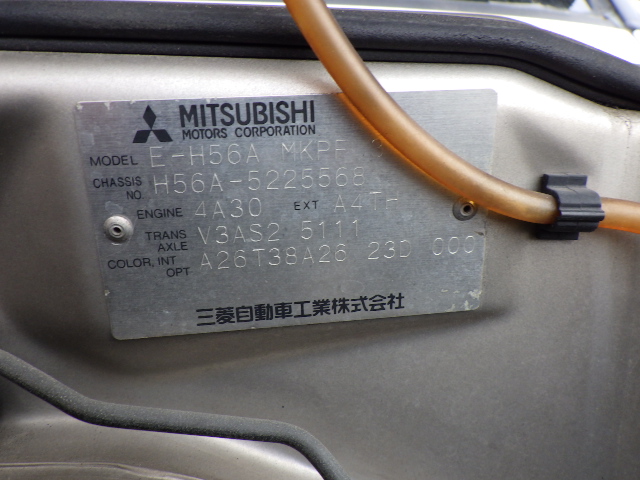 MITSUBISHI
MOTORS CORPORATION
MODEL E-H56A MKPF
CHASSIS NO. H56A-5225568
ENGINE 4A30 EXT A4TH
TRANS AXLE V3AS2 5111
COLOR, INT OPT A26T38A26 23D 000
三菱自動車工業株式会社